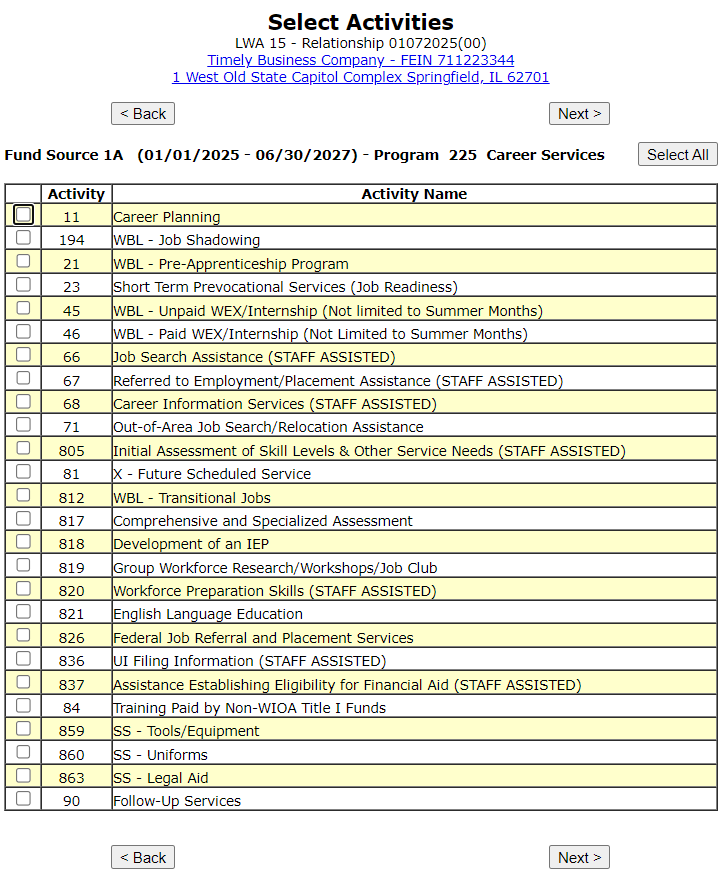 Select Activities
LWA 15 - Relationship 01072025(00)
Timely Business Company - FEIN 711223344
1 West Old State Capitol Complex Springfield, IL 62701
< Back Next >
Fund Source 1A (01/01/2025 - 06/30/2027) - Program 225 Career Services Select All
Activity Activity Name
11 Career Planning
194 WBL - Job Shadowing
21 WBL - Pre-Apprenticeship Program
23 Short Term Prevocational Services (Job Readiness)
45 WBL - Unpaid WEX/Internship (Not limited to Summer Months)
46 WBL - Paid WEX/Internship (Not Limited to Summer Months)
66 Job Search Assistance (STAFF ASSISTED)
67 Referred to Employment/Placement Assistance (STAFF ASSISTED)
68 Career Information Services (STAFF ASSISTED)
71 Out-of-Area Job Search/Relocation Assistance
805 Initial Assessment of Skill Levels & Other Service Needs (STAFF ASSISTED)
81 X - Future Scheduled Service
812 WBL - Transitional Jobs
817 Comprehensive and Specialized Assessment
818 Development of an IEP
819 Group Workforce Research/Workshops/Job Club
820 Workforce Preparation Skills (STAFF ASSISTED)
821 English Language Education
826 Federal Job Referral and Placement Services
836 UI Filing Information (STAFF ASSISTED)
837 Assistance Establishing Eligibility for Financial Aid (STAFF ASSISTED)
84 Training Paid by Non-WIOA Title I Funds
859 SS - Tools/Equipment
860 SS - Uniforms
863 SS - Legal Aid
90 Follow-Up Services
< Back Next >